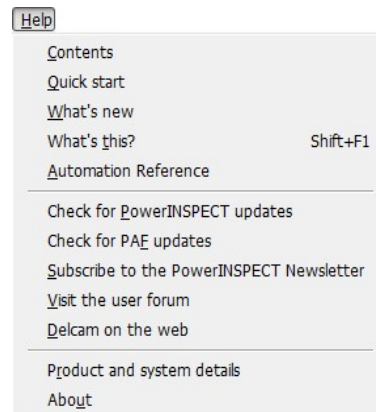 Help
Contents
Quick start
What's new
What's this? Shift+F1
Automation Reference
Check for PowerINSPECT updates
Check for PAF updates
Subscribe to the PowerINSPECT Newsletter
Visit the user forum
Delcam on the web
Product and system details
About